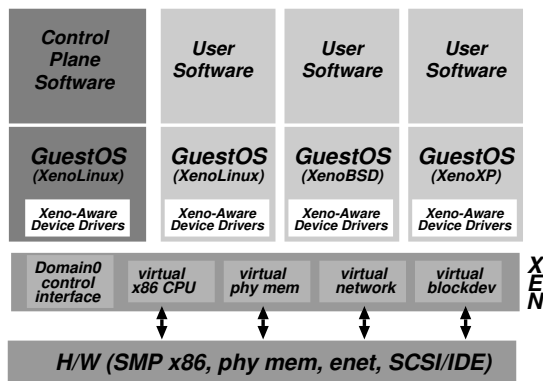 Control
Plane
Software
User
Software
User
Software
User
Software
GuestOS
(XenoLinux)
GuestOS
(XenoLinux)
GuestOS
(XenoBSD)
GuestOS
(XenoXP)
Xeno-Aware
Device Drivers
Xeno-Aware
Device Drivers
Xeno-Aware
Device Drivers
Xeno-Aware
Device Drivers
Domain0
control
interface
virtual
x86 CPU
virtual
phy mem
virtual
network
virtual
blockdev
X
E
N
H/W (SMP x86, phy mem, enet, SCSI/IDE)